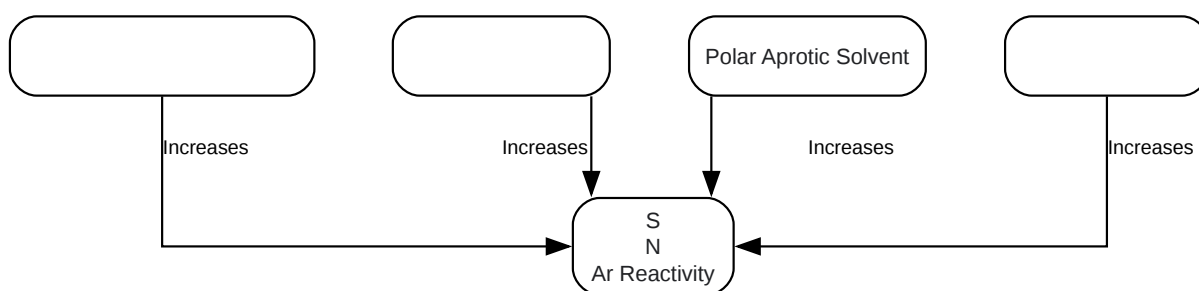 Polar Aprotic Solvent
Increases
Increases
Increases
Increases
S
N
Ar Reactivity